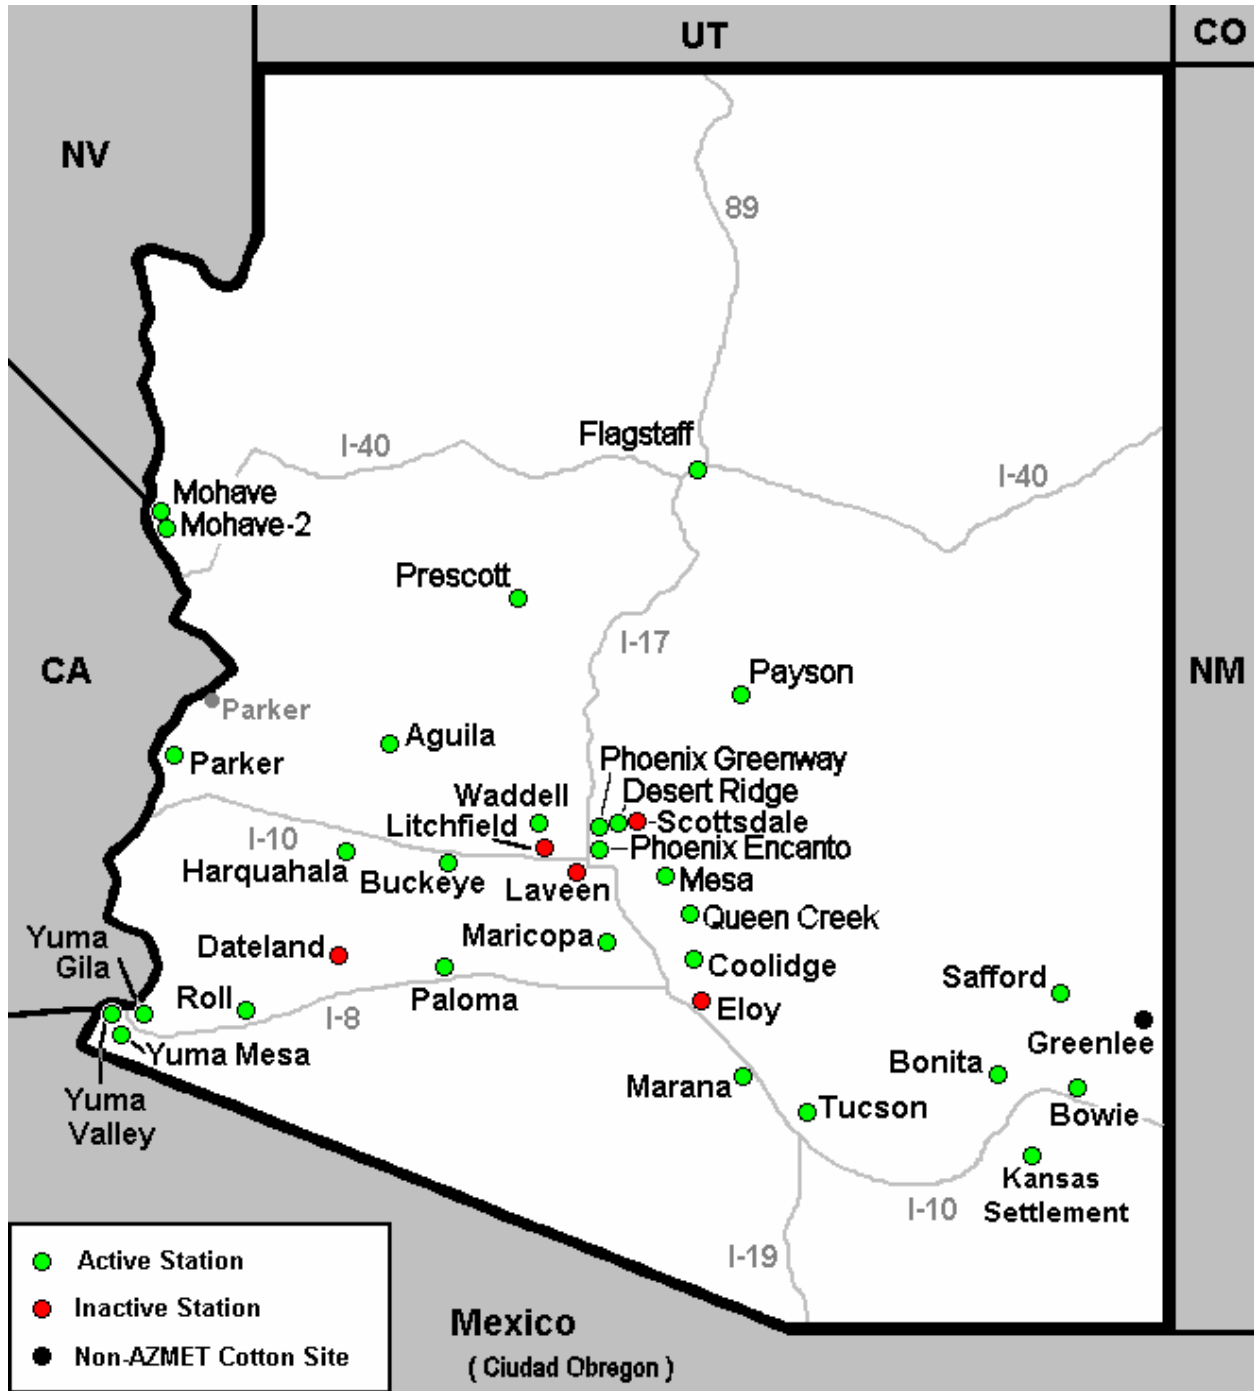 UT
CO
NV
89
Flagstaff
I-40
I-40
Mohave
Mohave-2
Prescott
I-17
CA
Payson
NM
Parker
Aguila
Parker
Phoenix Greenway
Waddell
Desert Ridge
Litchfield
Scottsdale
I-10
Phoenix Encanto
Harquahala
Buckeye
Laveen
Mesa
Queen Creek
Yuma
Gila
Dateland
Maricopa
Coolidge
Safford
Roll
Paloma
Eloy
I-8
Greenlee
Yuma Mesa
Bonita
Marana
Yuma
Valley
Tucson
Bowie
Kansas
Settlement
I-10
I-19
Active Station
Inactive Station
Non-AZMET Cotton Site
Mexico
( Ciudad Obregon )